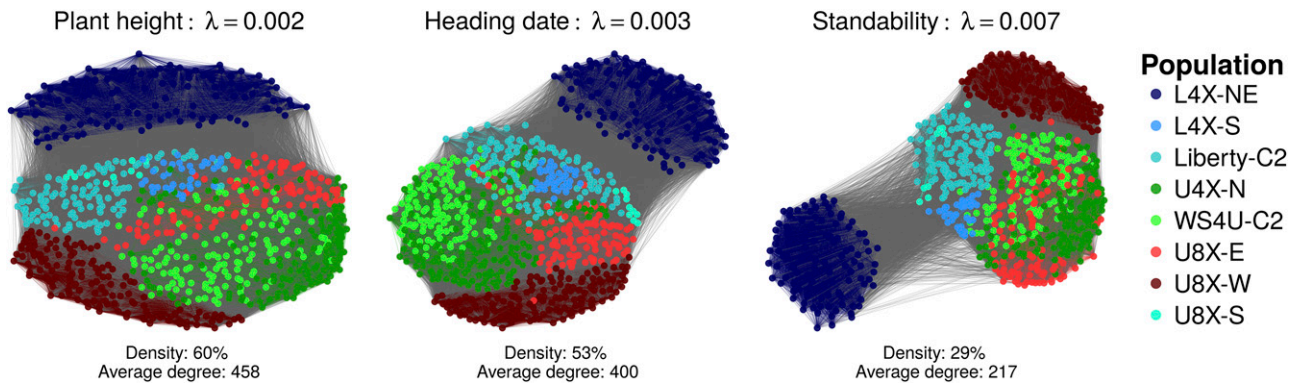 Plant height : λ = 0.002
Heading date : λ = 0.003
Standability : λ = 0.007
Population
L4X-NE
L4X-S
Liberty-C2
U4X-N
WS4U-C2
U8X-E
U8X-W
U8X-S
Density: 60%
Average degree: 458
Density: 53%
Average degree: 400
Density: 29%
Average degree: 217